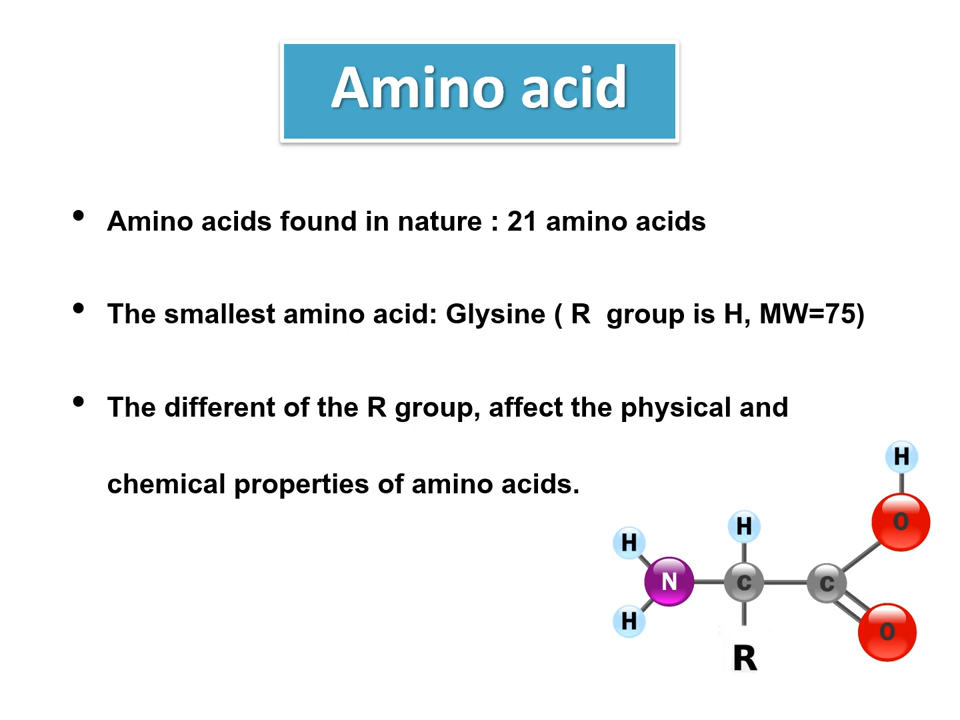 Amino acid
• Amino acids found in nature : 21 amino acids
• The smallest amino acid: Glysine ( R  group is H, MW=75)
• The different of the R group, affect the physical and
chemical properties of amino acids.
H
O
H
H
N
C
C
H
O
R